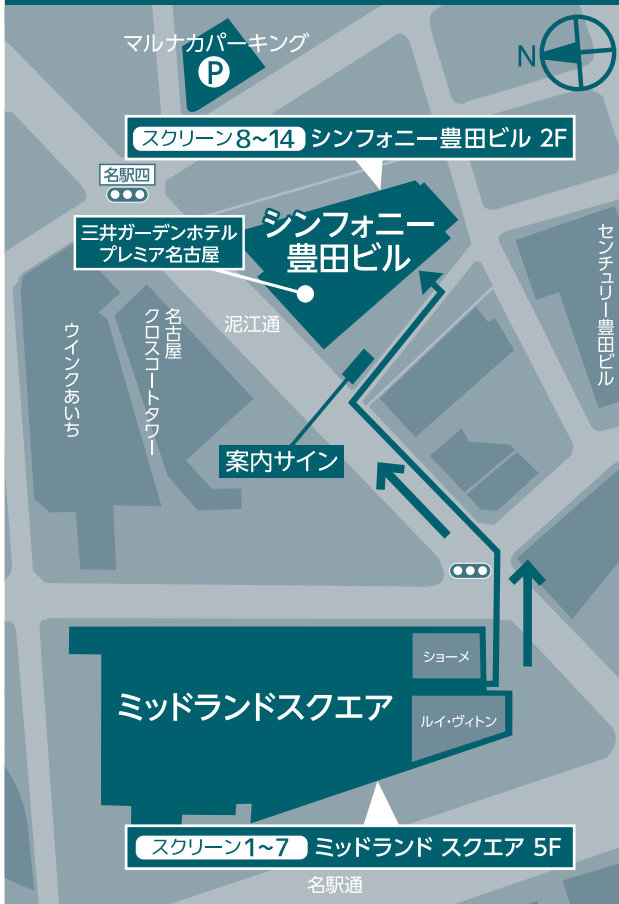 マルナカパーキング
P
N
スクリーン8〜14 シンフォニー豊田ビル 2F
名駅四
三井ガーデンホテル
プレミア名古屋
シンフォニー
豊田ビル
センチュリー豊田ビル
泥江通
名古屋
クロスコートタワー
ウインクあいち
案内サイン
ショーメ
ミッドランドスクエア
ルイ・ヴィトン
スクリーン1〜7 ミッドランド スクエア 5F
名駅通